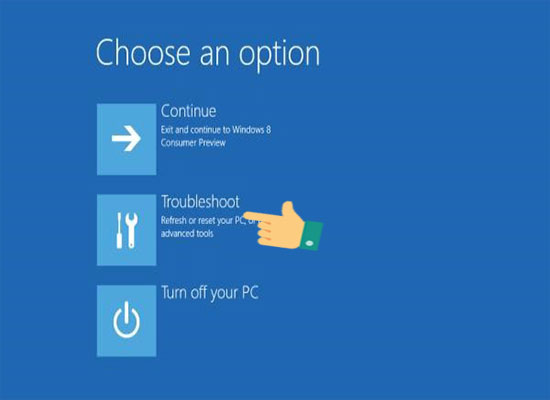 Choose an option
Continue
Exit and continue to Windows 8
Consumer Preview
Troubleshoot
Refresh or reset your PC, or
advanced tools
Turn off your PC